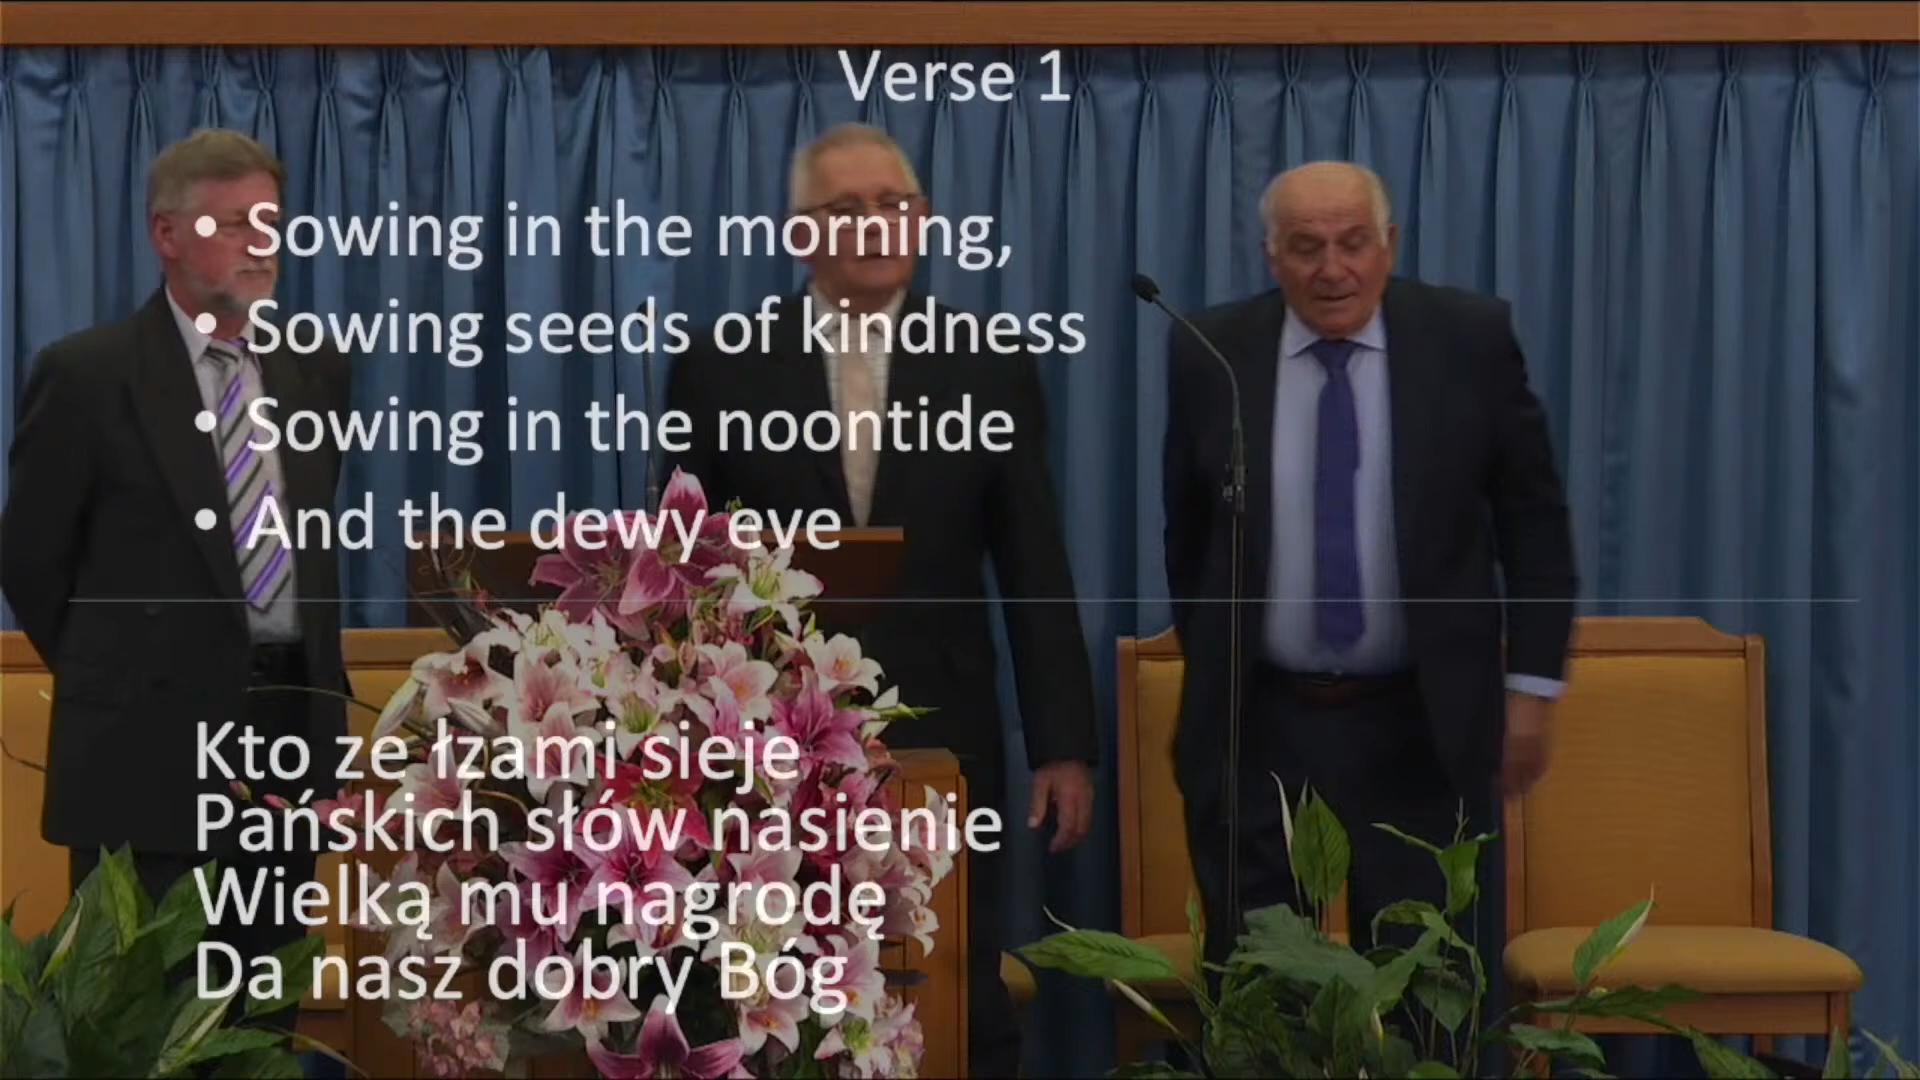 Verse 1
• Sowing in the morning,
• Sowing seeds of kindness
• Sowing in the noontide
• And the dewy eve
Kto ze łzami sieje
Pańskich słów nasienie
Wielką mu nagrodę
Da nasz dobry Bóg